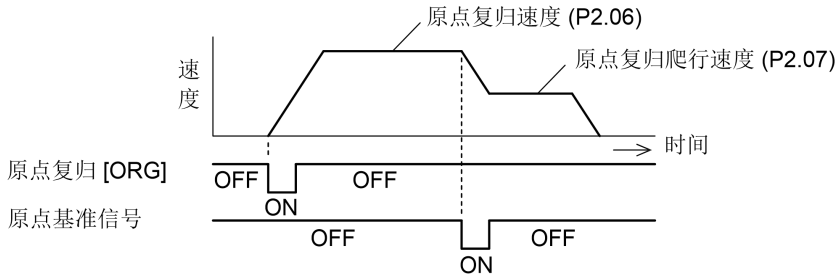 原点复归速度 (P2.06)
原点复归爬行速度 (P2.07)
速度
时间
原点复归 [ORG]
OFF
OFF
ON
原点基准信号
OFF
OFF
ON